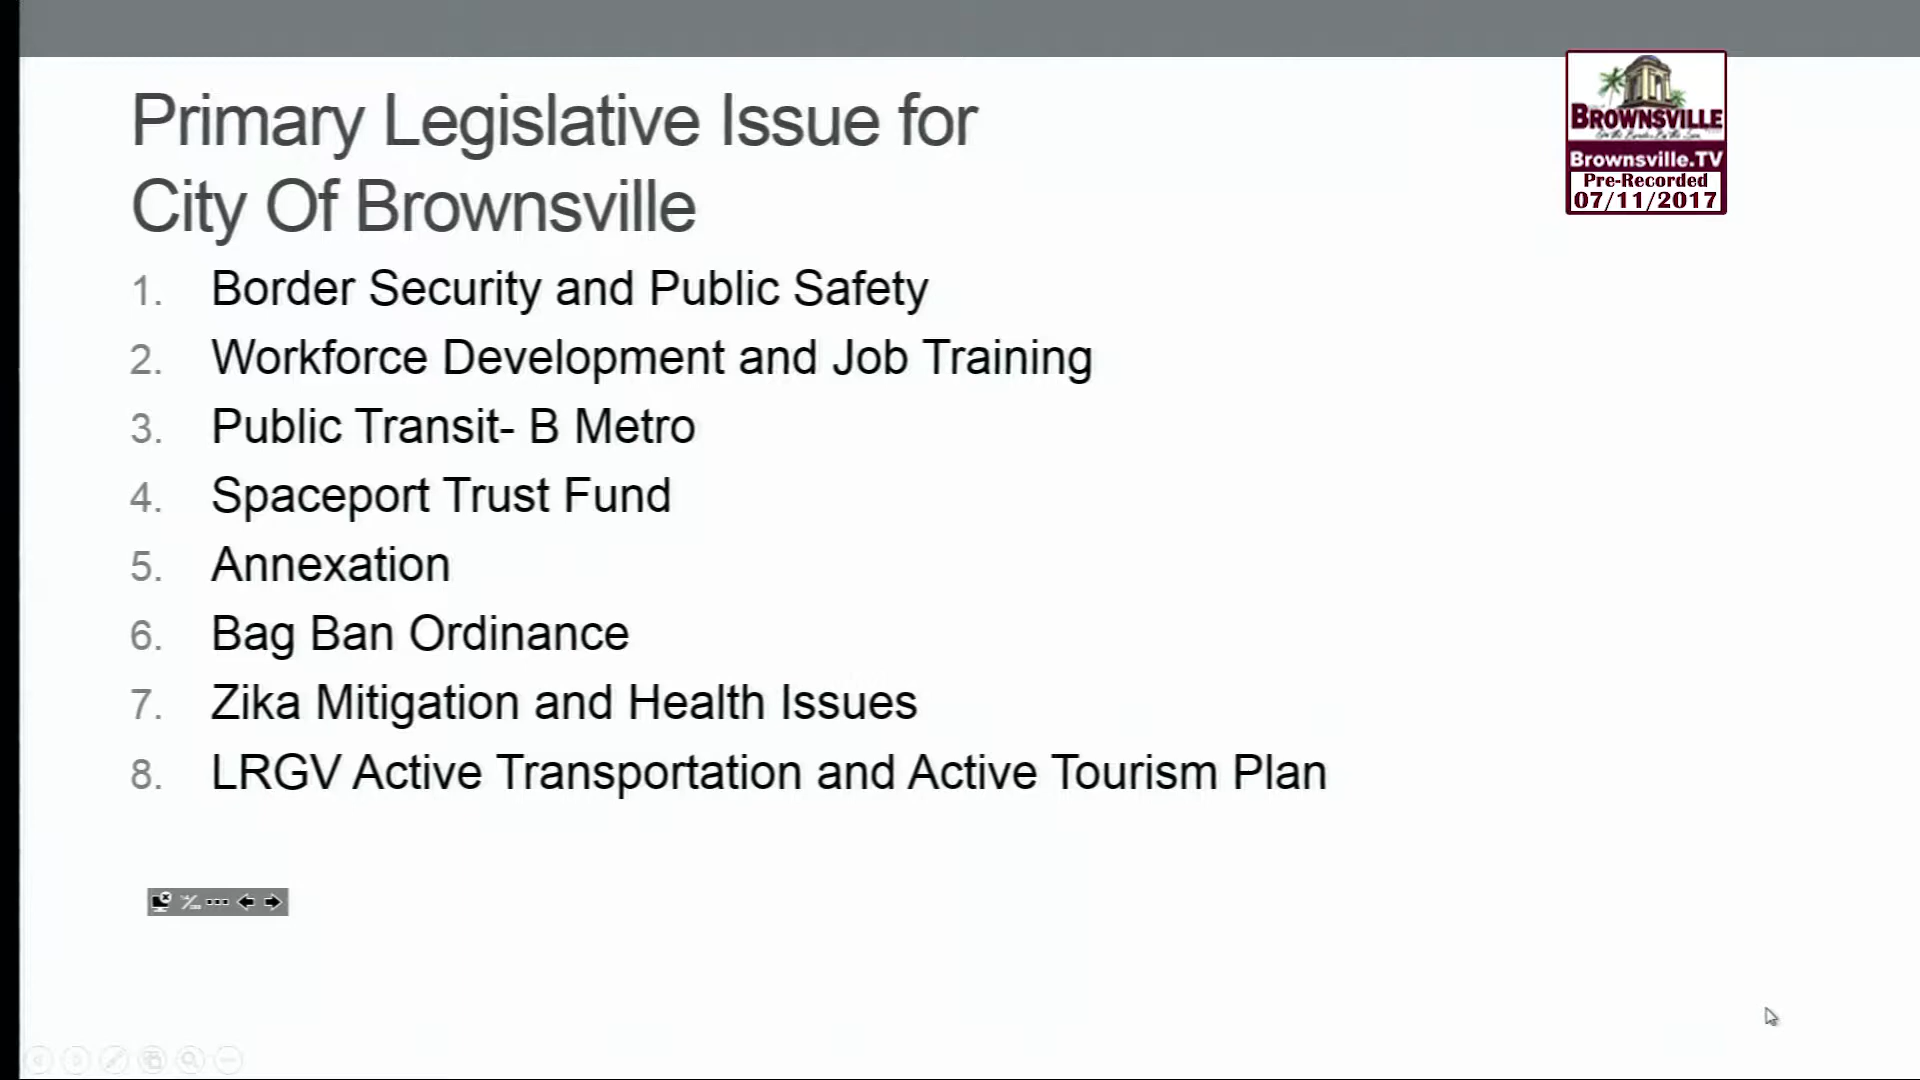 Primary Legislative Issue for
City Of Brownsville
BROWNSVILLE
Brownsville.TV
Pre-Recorded
07/11/2017
1. Border Security and Public Safety
2. Workforce Development and Job Training
3. Public Transit- B Metro
4. Spaceport Trust Fund
5. Annexation
6. Bag Ban Ordinance
7. Zika Mitigation and Health Issues
8. LRGV Active Transportation and Active Tourism Plan